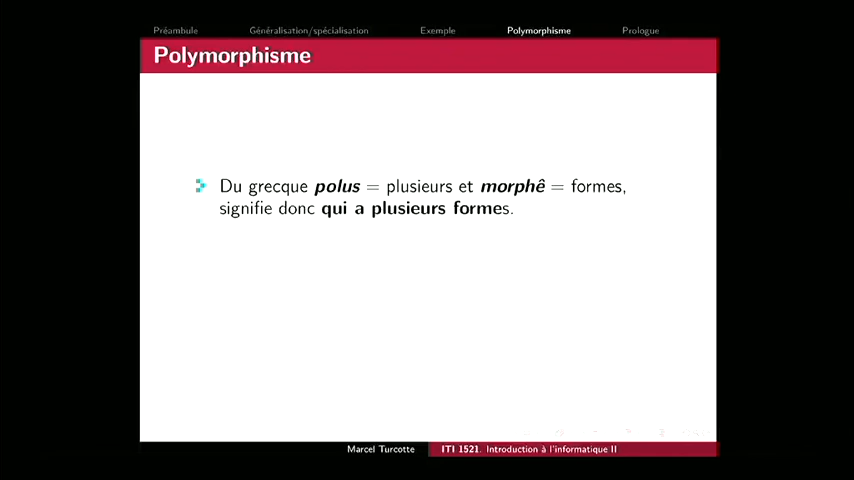 Préambule Généralisation/spécialisation Exemple Polymorphisme Prologue
Polymorphisme
Du grecque polus = plusieurs et morphê = formes,
signifie donc qui a plusieurs formes.
Marcel Turcotte ITI 1521. Introduction à l'informatique II